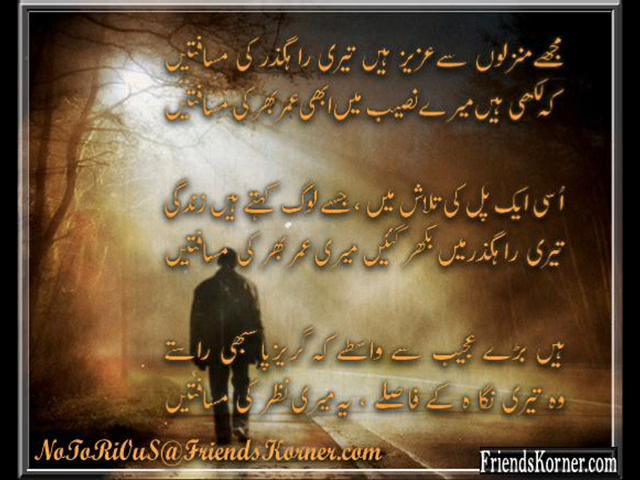 مجھے منزلوں سے عزیز ہیں تیری راہگذر کی مسافتیں
کہ لکھی ہیں میرے نصیب میں ابھی عمر بھر کی مسافتیں
اُسی ایک پل کی تلاش میں ، جسے لوگ کہتے ہیں زندگی
تیری راہگذر میں بکھر گئیں میری عمر بھر کی مسافتیں
ہیں بڑے عجیب سے واسطے کہ گریزپا سبھی راستے
وہ تیری نگاہ کے فاصلے ، یہ میری نظر کی مسافتیں
NoToRiOuS@FriendsKorner.com
FriendsKorner.com